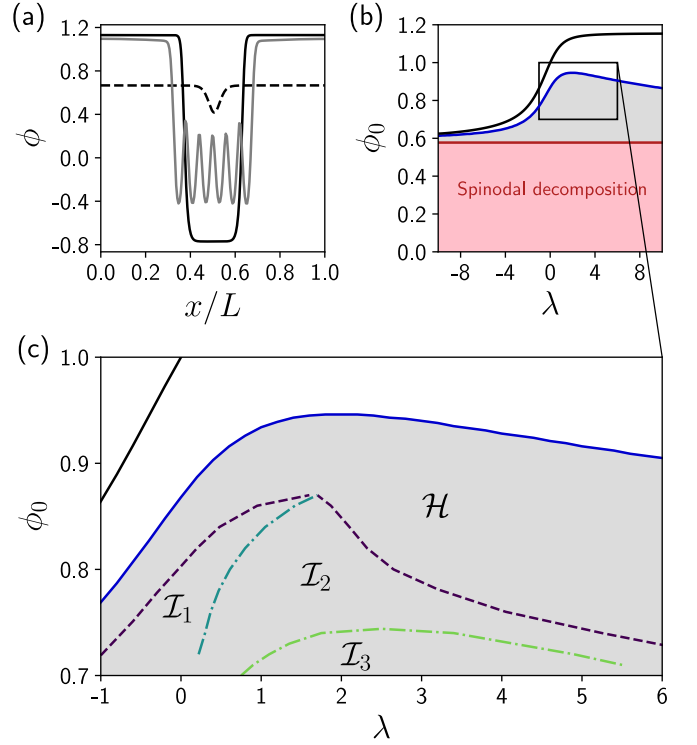 (a)
1.2
0.8
0.4
0.0
-0.4
-0.8
ϕ
0.0 0.2 0.4 0.6 0.8 1.0
x/L
(b)
1.2
1.0
0.8
0.6
0.4
0.2
0.0
ϕ₀
Spinodal decomposition
-8 -4 0 4 8
λ
(c)
1.0
0.9
0.8
0.7
ϕ₀
ℋ
ℐ₁
ℐ₂
ℐ₃
-1 0 1 2 3 4 5 6
λ